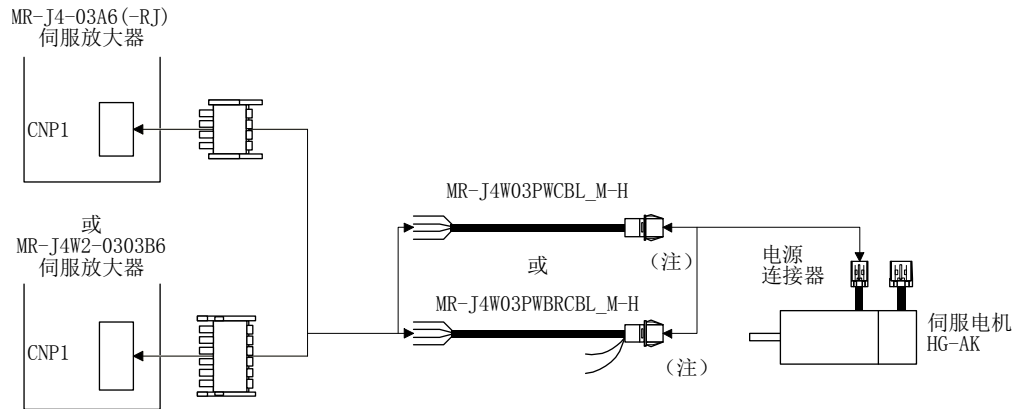 MR-J4-03A6(-RJ)
伺服放大器
CNP1
或
MR-J4W2-0303B6
伺服放大器
CNP1
MR-J4W03PWCBL_M-H
(注)
或
MR-J4W03PWBRCBL_M-H
(注)
电源
连接器
伺服电机
HG-AK